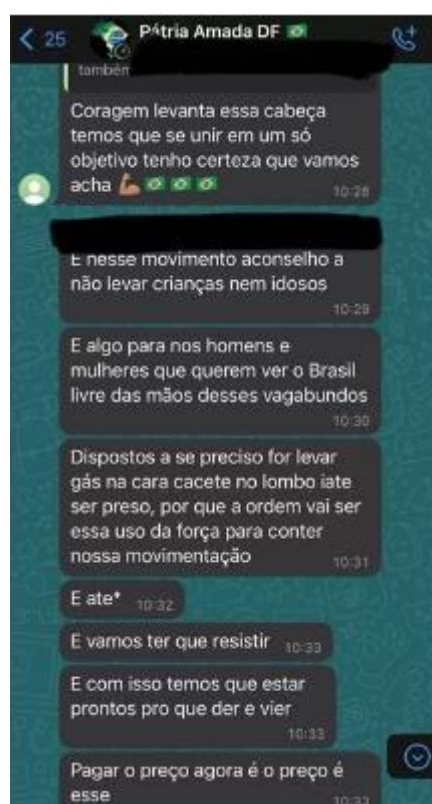 25
Pátria Amada DF
também
Coragem levanta essa cabeça
temos que se unir em um só
objetivo tenho certeza que vamos
acha
10:28
E nesse movimento aconselho a
não levar crianças nem idosos
10:29
E algo para nos homens e
mulheres que querem ver o Brasil
livre das mãos desses vagabundos
10:30
Dispostos a se preciso for levar
gás na cara cacete no lombo iate
ser preso, por que a ordem vai ser
essa uso da força para conter
nossa movimentação
10:31
E ate* 10:32
E vamos ter que resistir 10:33
E com isso temos que estar
prontos pro que der e vier
10:33
Pagar o preço agora é o preço é
esse
10:33